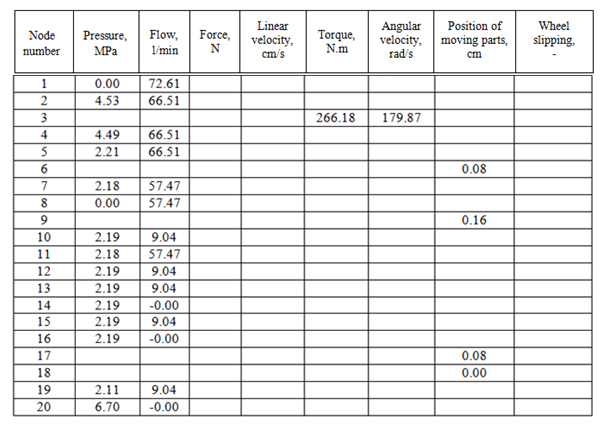 Node number Pressure, MPa Flow, l/min Force, N Linear velocity, cm/s Torque, N.m Angular velocity, rad/s Position of moving parts, cm Wheel slipping, -
1 0.00 72.61
2 4.53 66.51
3 266.18 179.87
4 4.49 66.51
5 2.21 66.51
6 0.08
7 2.18 57.47
8 0.00 57.47
9 0.16
10 2.19 9.04
11 2.18 57.47
12 2.19 9.04
13 2.19 9.04
14 2.19 -0.00
15 2.19 9.04
16 2.19 -0.00
17 0.08
18 0.00
19 2.11 9.04
20 6.70 -0.00